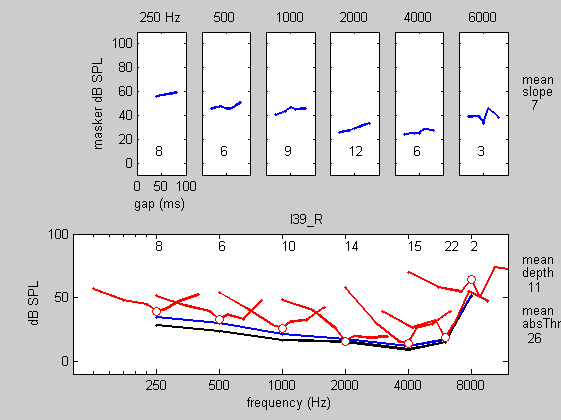 250 Hz 500 1000 2000 4000 6000
100
80
60
40
20
0
masker dB SPL
8 6 9 12 6 3
mean
slope
7
0 50 100
gap (ms)
I39_R
100
50
0
dB SPL
8 6 10 14 15 22 2
mean
depth
11
mean
absThr
26
250 500 1000 2000 4000 8000
frequency (Hz)